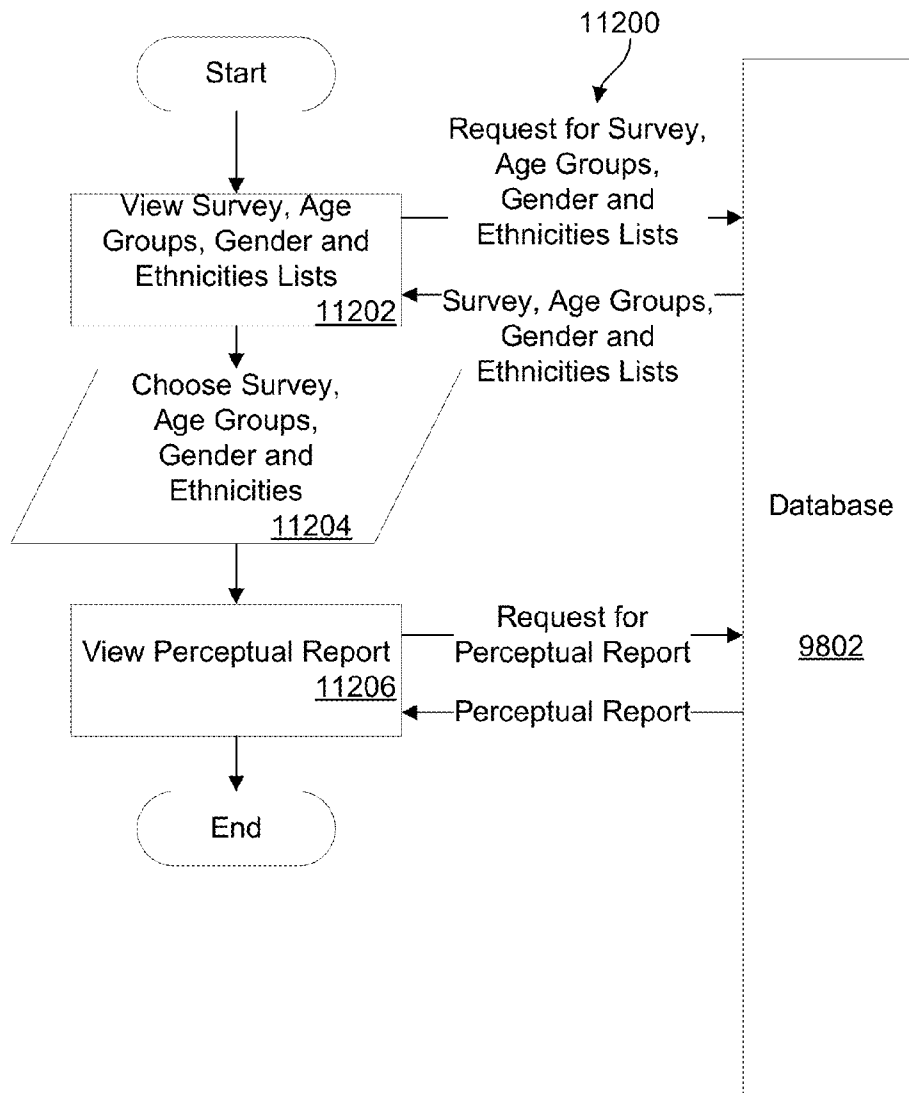 11200
Start
Request for Survey,
Age Groups,
Gender and
Ethnicities Lists
View Survey, Age
Groups, Gender and
Ethnicities Lists
11202
Survey, Age Groups,
Gender and
Ethnicities Lists
Choose Survey,
Age Groups,
Gender and
Ethnicities
11204
Database
9802
Request for
Perceptual Report
View Perceptual Report
11206
Perceptual Report
End